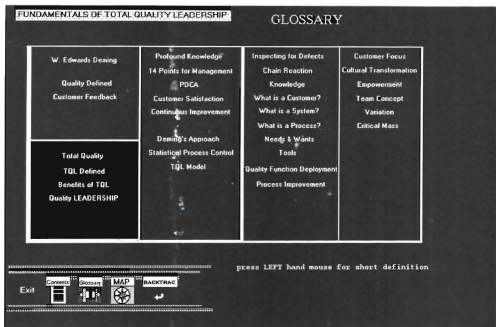 FUNDAMENTALS OF TOTAL QUALITY LEADERSHIP:
GLOSSARY
W. Edwards Deming
Quality Defined
Customer Feedback
Total Quality
TQL Defined
Benefits of TQL
Quality LEADERSHIP
Profound Knowledge
14 Points for Management
PDCA
Customer Satisfaction
Continuous Improvement
Deming's Approach
Statistical Process Control
TQL Model
Inspecting for Defects
Chain Reaction
Knowledge
What is a Customer?
What is a System?
What is a Process?
Needs & Wants
Tools
Quality Function Deployment
Process Improvement
Customer Focus
Cultural Transformation
Empowerment
Team Concept
Variation
Critical Mass
press LEFT hand mouse for short definition
Exit
Contents
Glossary
MAP
BACKTRAC